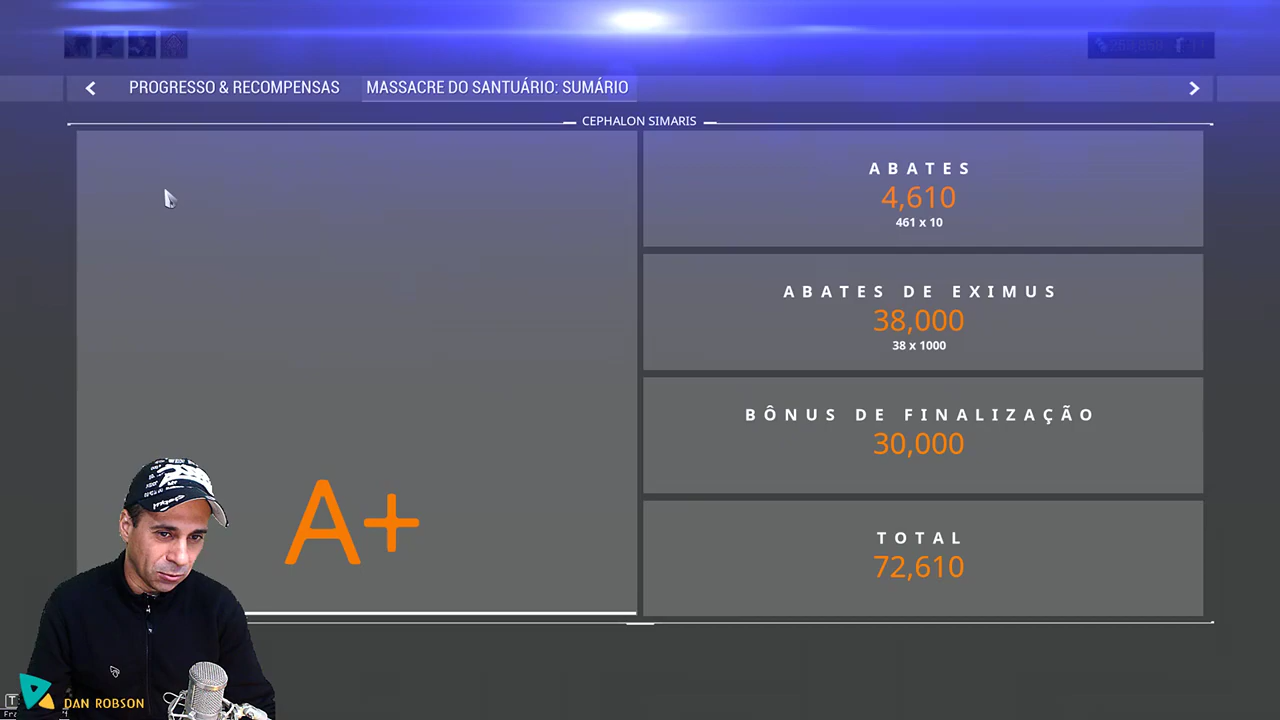 PROGRESSO & RECOMPENSAS
MASSACRE DO SANTUÁRIO: SUMÁRIO
CEPHALON SIMARIS
ABATES
4,610
461 x 10
ABATES DE EXIMUS
38,000
38 x 1000
BÔNUS DE FINALIZAÇÃO
30,000
TOTAL
72,610
A+
DAN ROBSON